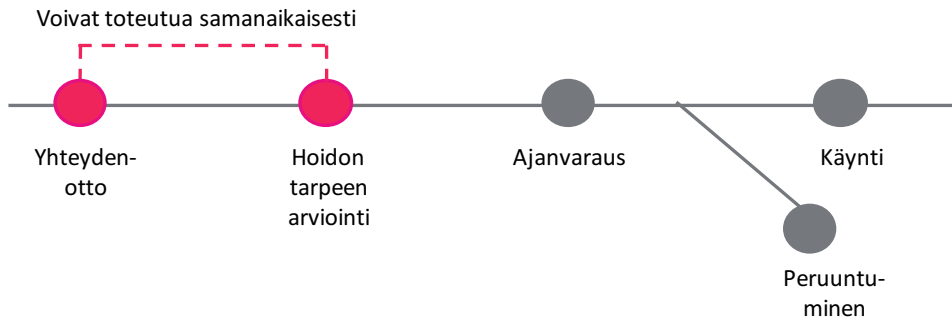 Voivat toteutua samanaikaisesti
Yhteyden-
otto
Hoidon
tarpeen
arviointi
Ajanvaraus
Käynti
Peruuntu-
minen